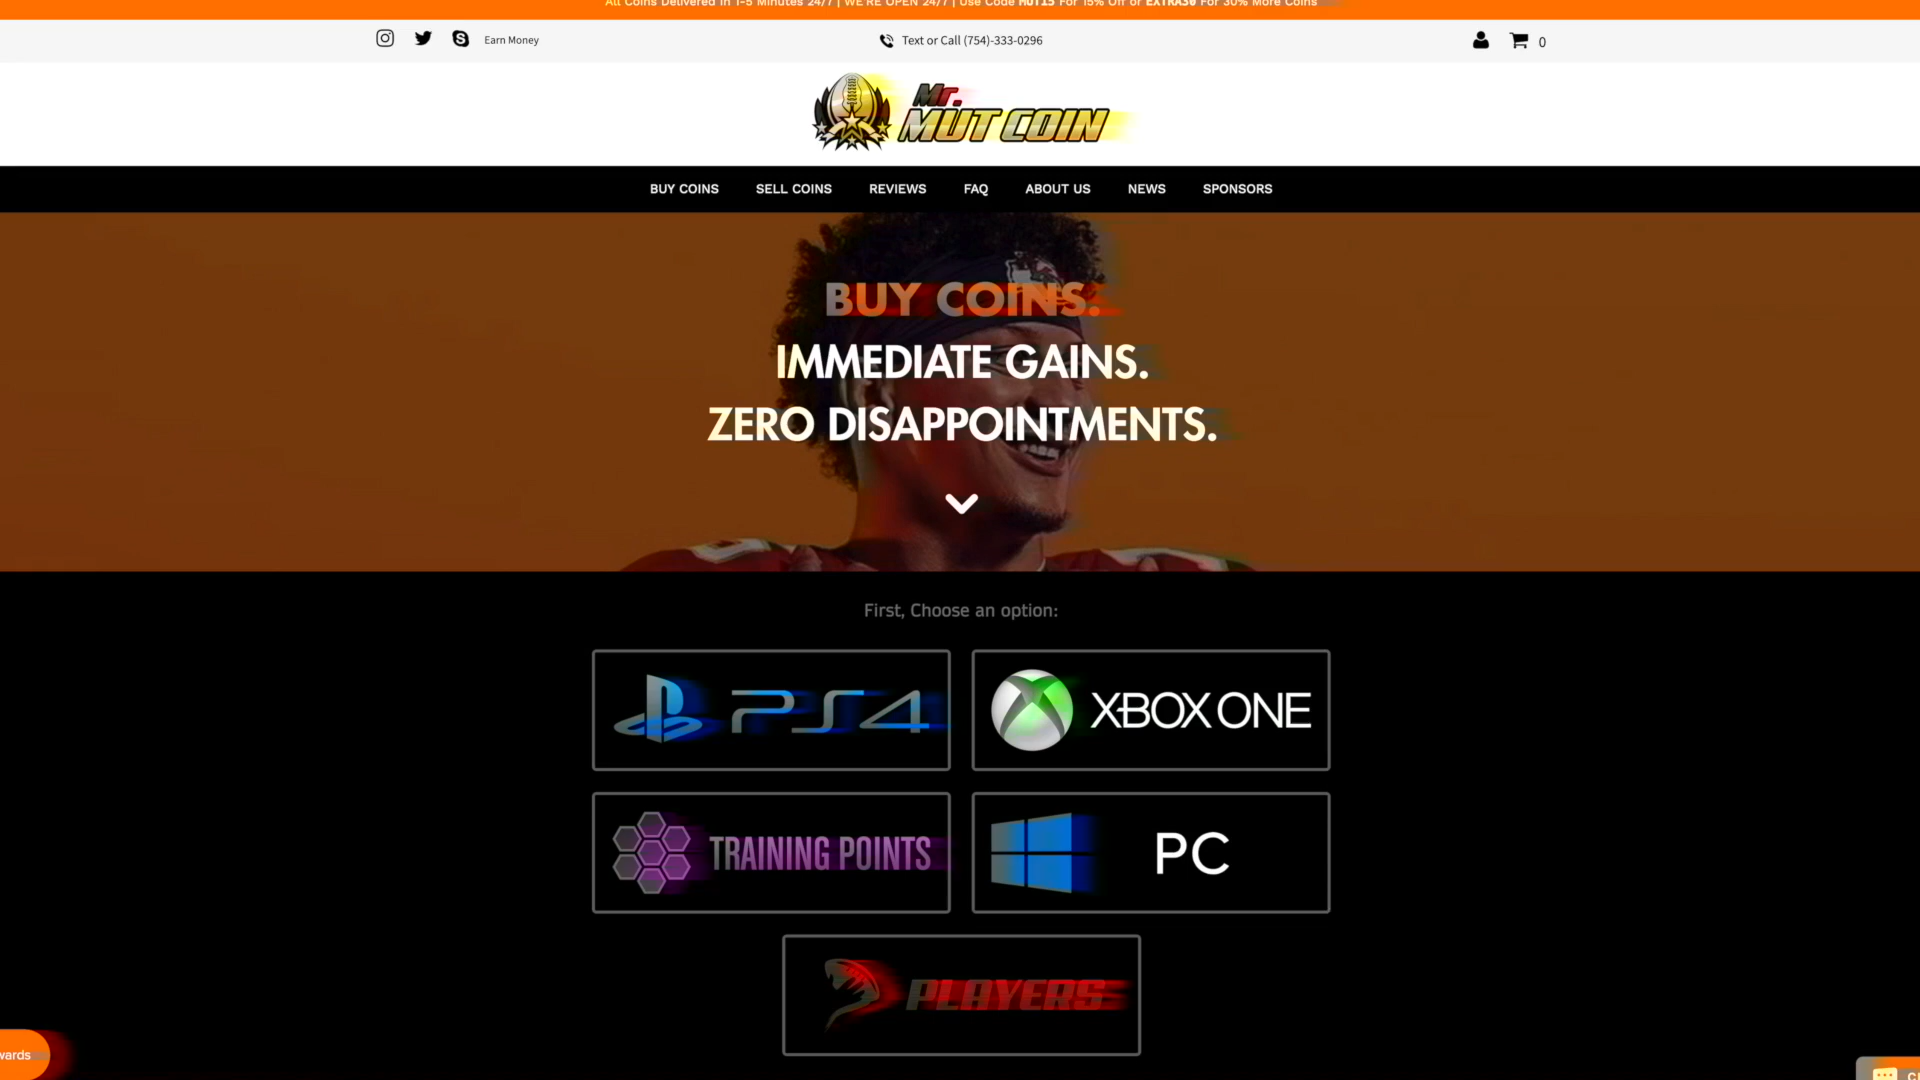 All Coins Delivered in 1-5 Minutes 24/7 | WE'RE OPEN 24/7 | Use Code MUT15 For 15% Off or EXTRA30 For 30% More Coins
Earn Money
Text or Call (754)-333-0296
0
Mr.
MUT COIN
BUY COINS
SELL COINS
REVIEWS
FAQ
ABOUT US
NEWS
SPONSORS
BUY COINS.
IMMEDIATE GAINS.
ZERO DISAPPOINTMENTS.
First, Choose an option:
PS4
XBOX ONE
TRAINING POINTS
PC
PLAYERS